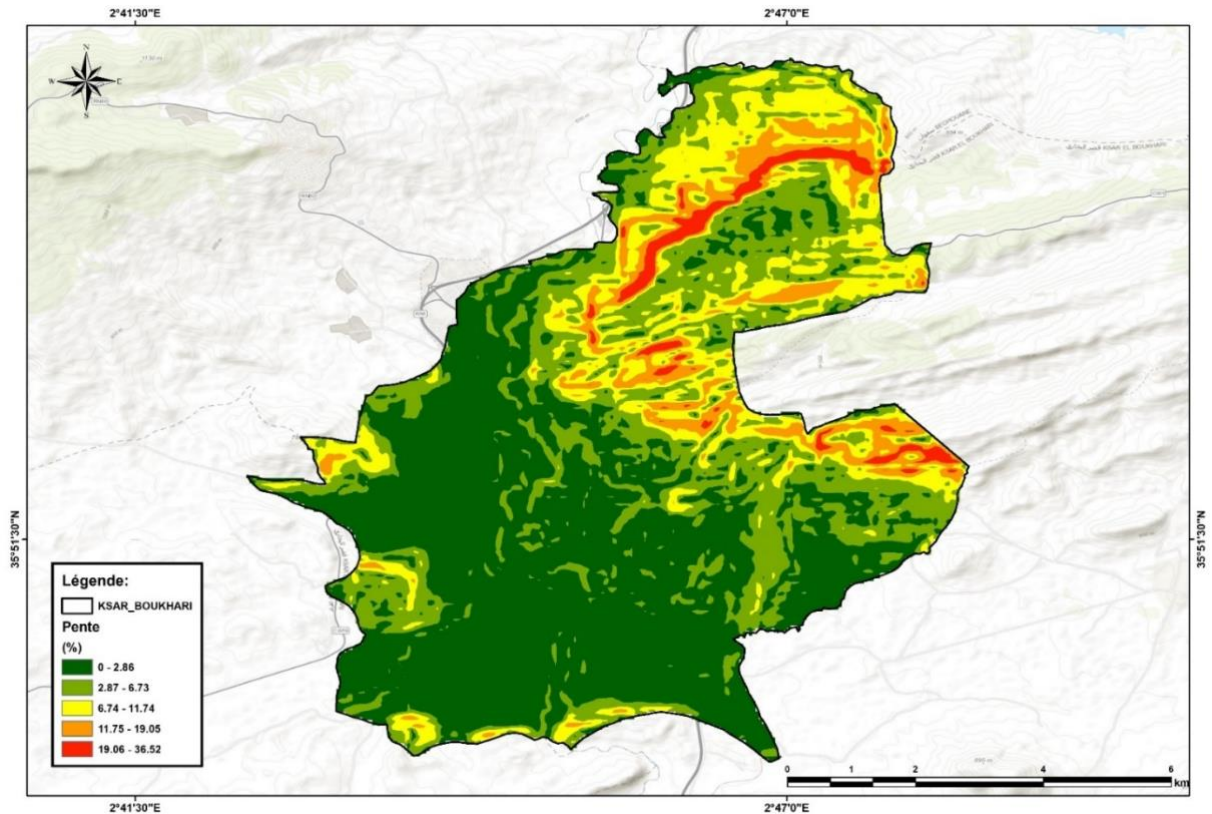 2°41'30"E
2°47'0"E
N
W
E
S
KSAR EL BOUKHARI
35°51'30"N
35°51'30"N
Légende:
KSAR_BOUKHARI
Pente
(%)
0 - 2.86
2.87 - 6.73
6.74 - 11.74
11.75 - 19.05
19.06 - 36.52
0 1 2 4 6
km
2°41'30"E
2°47'0"E